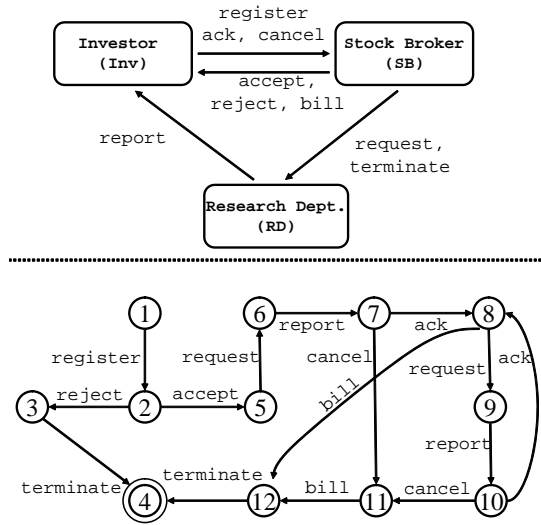 register
ack, cancel
Investor
(Inv)
Stock Broker
(SB)
accept,
reject, bill
report
request,
terminate
Research Dept.
(RD)
1
6
7
8
report
ack
register
request
cancel
request
ack
bill
reject
accept
3
2
5
9
report
terminate
terminate
bill
cancel
4
12
11
10